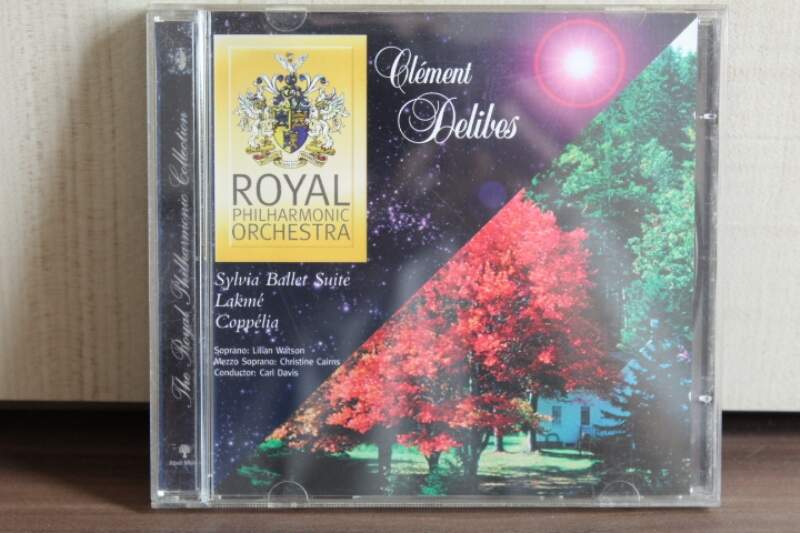 The Royal Philharmonic Collection
ROYAL
PHILHARMONIC
ORCHESTRA
Clément
Delibes
Sylvia Ballet Suite
Lakmé
Coppélia
Soprano: Lilian Watson
Mezzo Soprano: Christine Cairns
Conductor: Carl Davis